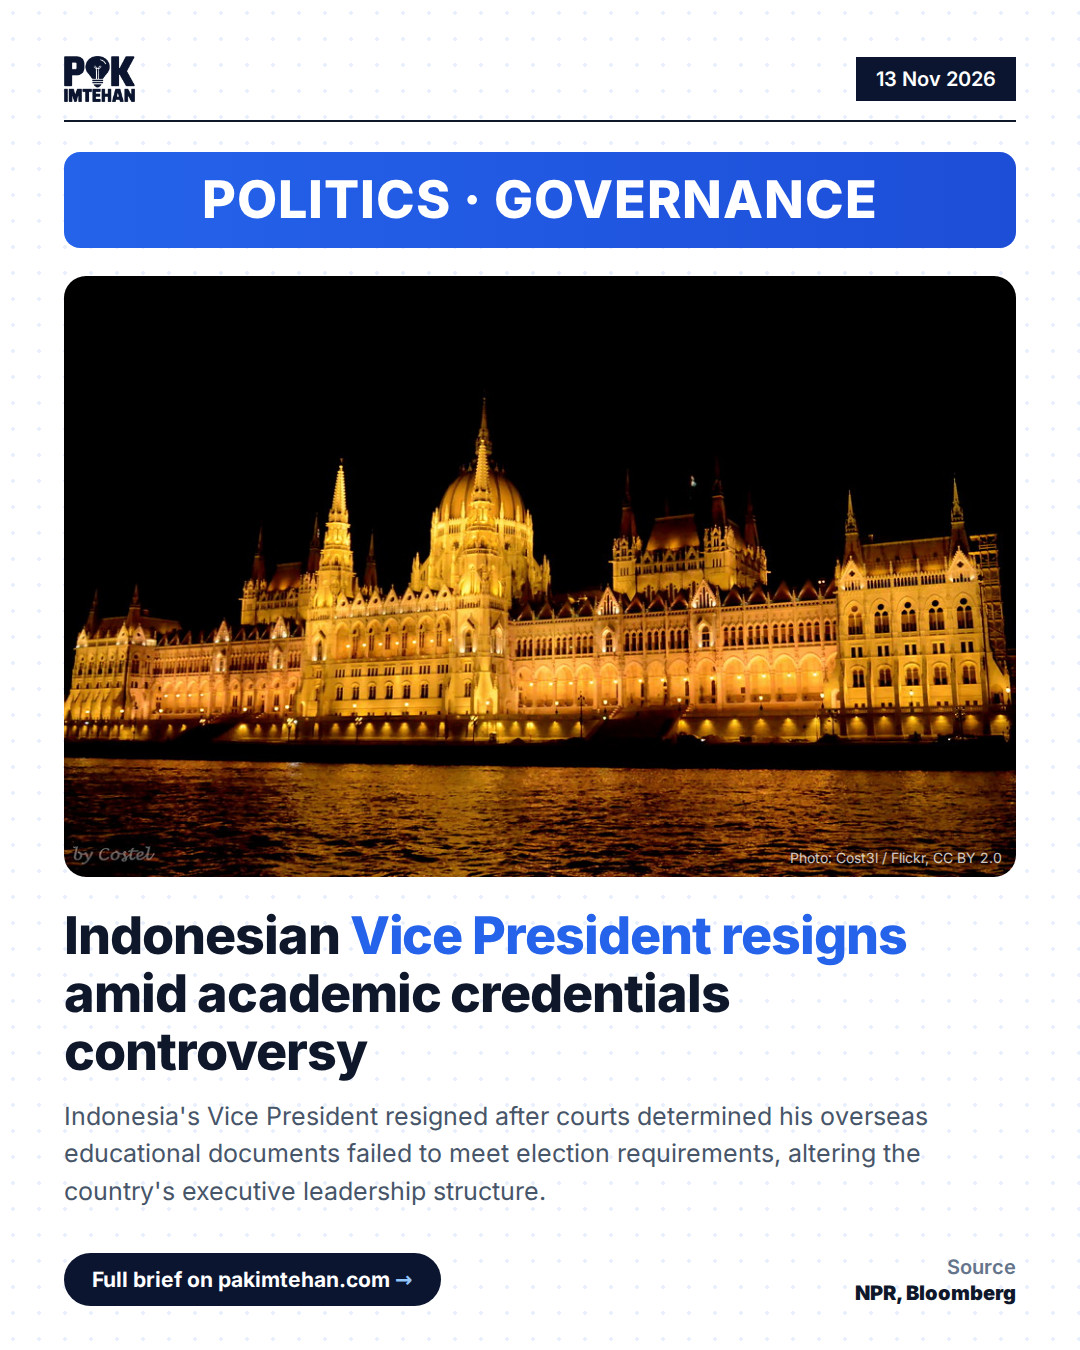 PAK
IMTEHAN
13 Nov 2026
POLITICS · GOVERNANCE
by Costel
Photo: Cost3l / Flickr, CC BY 2.0
Indonesian Vice President resigns
amid academic credentials
controversy
Indonesia's Vice President resigned after courts determined his overseas
educational documents failed to meet election requirements, altering the
country's executive leadership structure.
Full brief on pakimtehan.com →
Source
NPR, Bloomberg